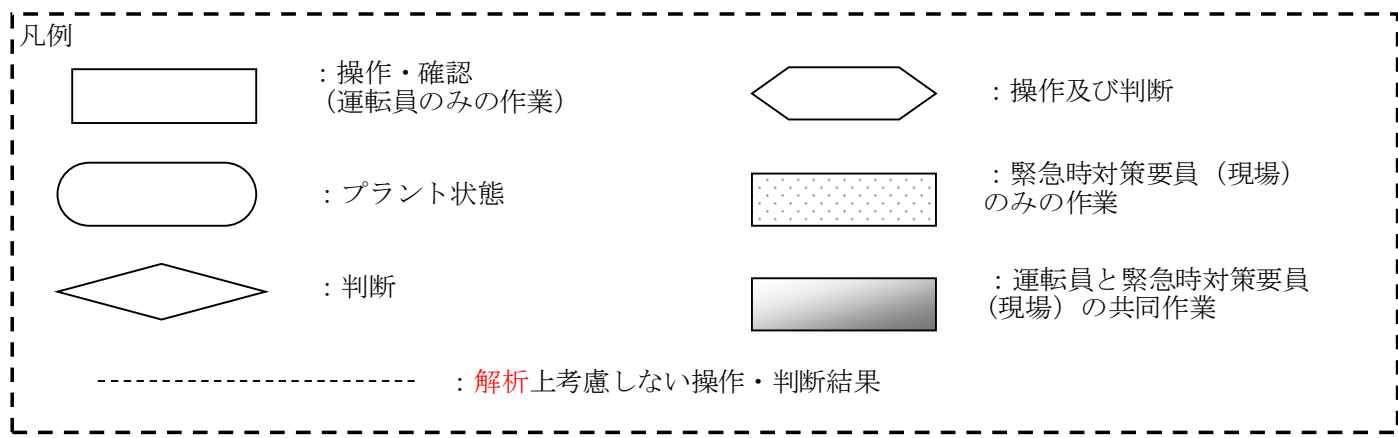 凡例
：操作・確認
（運転員のみの作業）
：プラント状態
：判断
：操作及び判断
：緊急時対策要員（現場）
のみの作業
：運転員と緊急時対策要員
（現場）の共同作業
：解析上考慮しない操作・判断結果